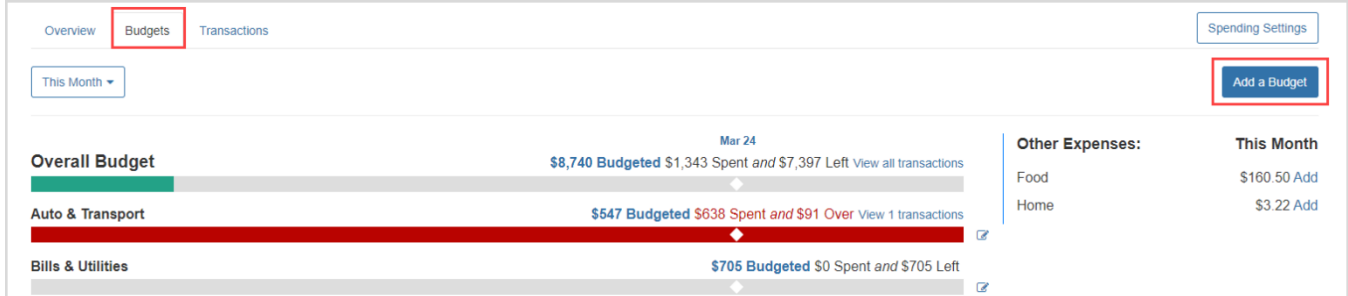 Overview Budgets Transactions Spending Settings
This Month Add a Budget
Mar 24
Overall Budget $8,740 Budgeted $1,343 Spent and $7,397 Left View all transactions
Auto & Transport $547 Budgeted $638 Spent and $91 Over View 1 transactions
Bills & Utilities $705 Budgeted $0 Spent and $705 Left
Other Expenses: This Month
Food $160.50 Add
Home $3.22 Add